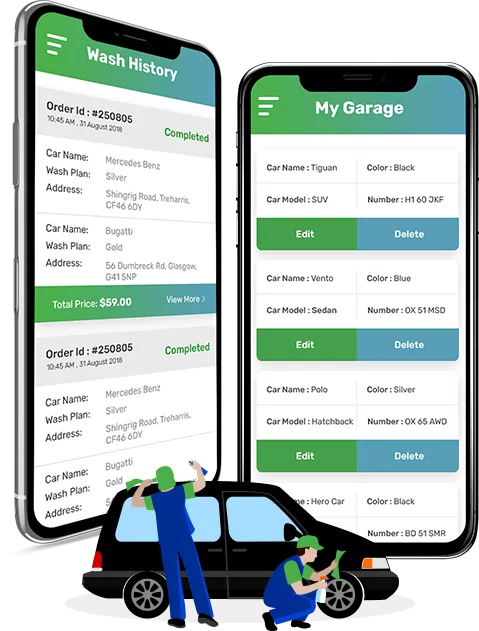 Wash History
Order Id : #250805
10:45 AM , 31 August 2018
Completed
Car Name: Mercedes Benz
Wash Plan: Silver
Address: Shingrig Road, Treharris,
CF46 6DY
Car Name: Bugatti
Wash Plan: Gold
Address: 56 Dumbreck Rd, Glasgow,
G41 5NP
Total Price: $59.00 View More >
Order Id : #250805
10:45 AM , 31 August 2018
Completed
Car Name: Mercedes Benz
Wash Plan: Silver
Address: Shingrig Road, Treharris,
CF46 6DY
Car Name: Bugatti
Wash Plan: Gold
Address:
My Garage
Car Name : Tiguan Color : Black
Car Model : SUV Number : H1 60 JKF
Edit Delete
Car Name : Vento Color : Blue
Car Model : Sedan Number : OX 51 MSD
Edit Delete
Car Name : Polo Color : Silver
Car Model : Hatchback Number : OX 65 AWD
Edit Delete
Name : Hero Car Color : Black
Number : BD 51 SMR